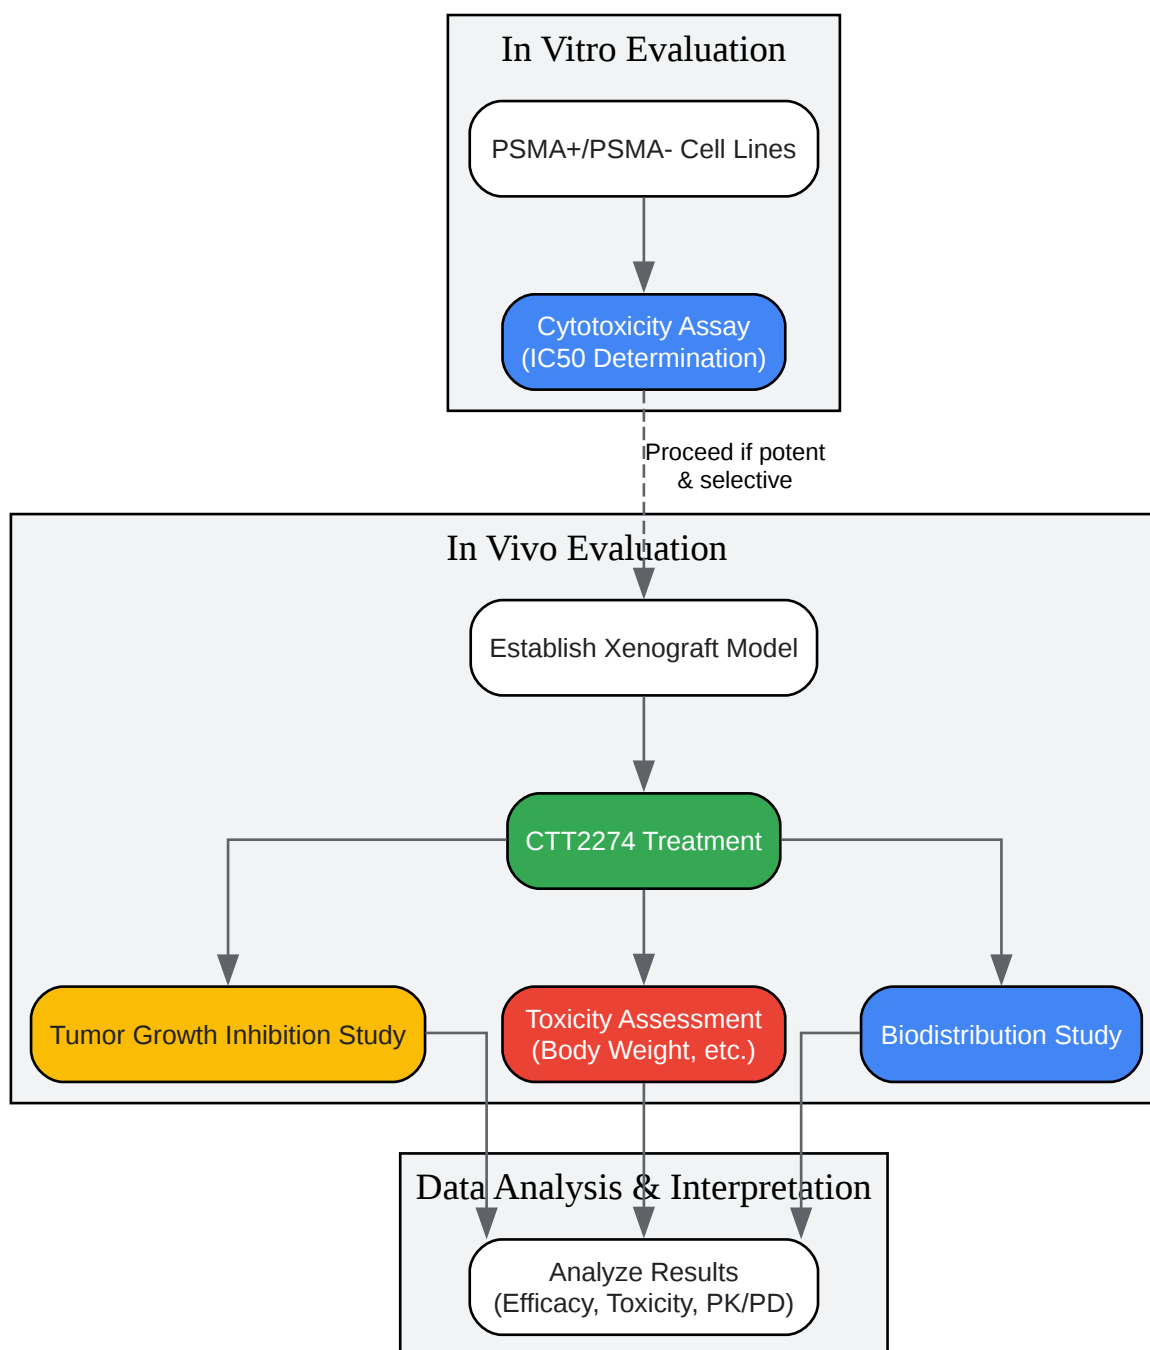 In Vitro Evaluation
PSMA+/PSMA- Cell Lines
Cytotoxicity Assay
(IC50 Determination)
Proceed if potent
& selective
In Vivo Evaluation
Establish Xenograft Model
CTT2274 Treatment
Tumor Growth Inhibition Study
Toxicity Assessment
(Body Weight, etc.)
Biodistribution Study
Data Analysis & Interpretation
Analyze Results
(Efficacy, Toxicity, PK/PD)